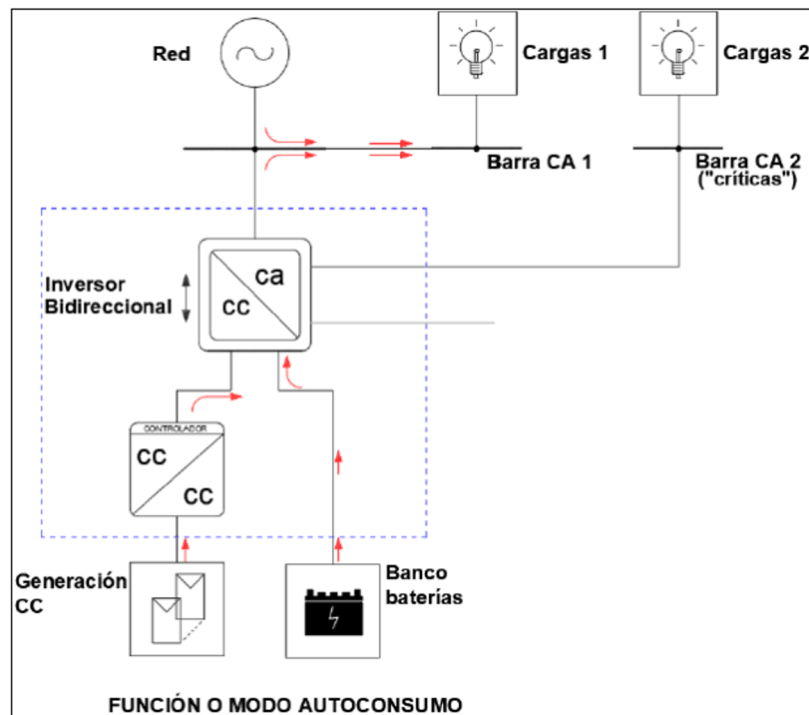 Red
Cargas 1
Cargas 2
Barra CA 1
Barra CA 2
("críticas")
Inversor
Bidireccional
ca
cc
CONTROLADOR
CC
CC
Generación
CC
Banco
baterías
FUNCIÓN O MODO AUTOCONSUMO